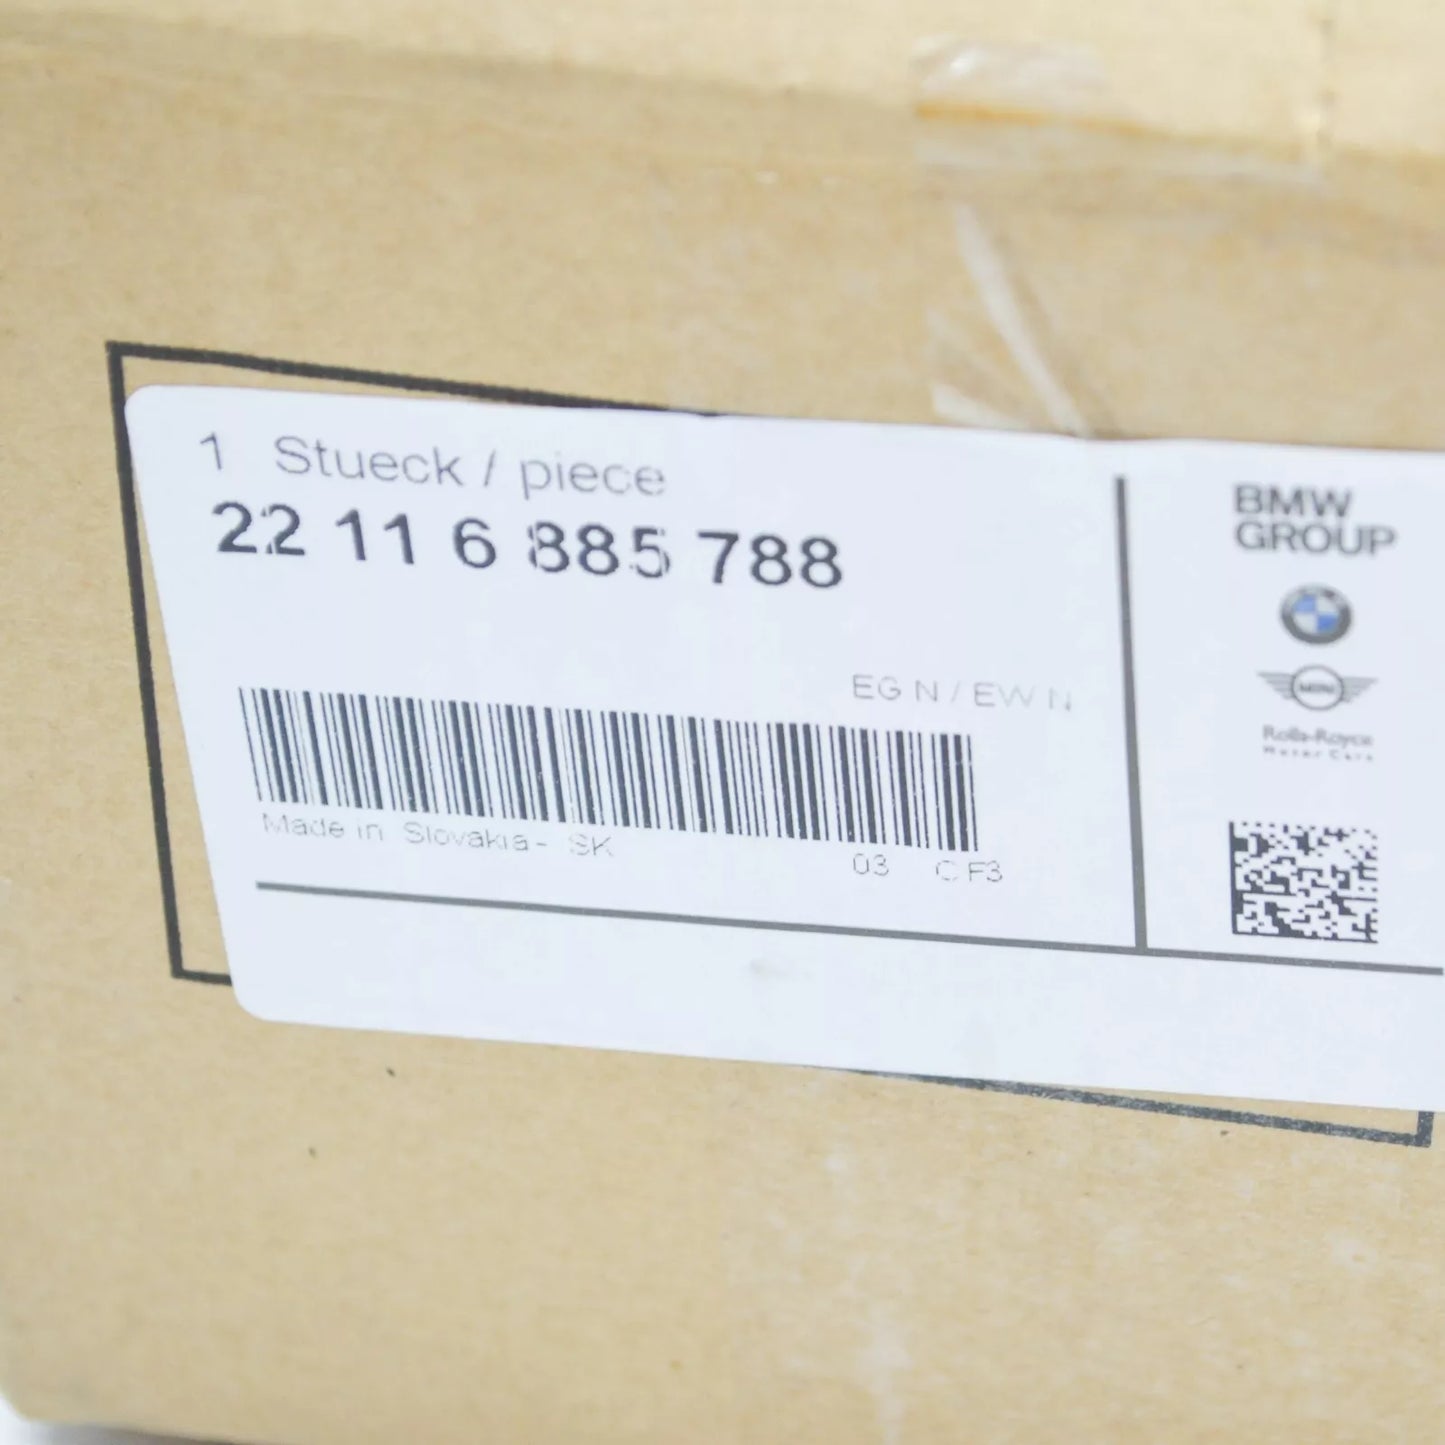 1 Stueck / piece
22 11 6 885 788
EG N / EW N
Made in Slovakia - SK
03 C F3
BMW
GROUP
MINI
Rolls-Royce
Motor Cars